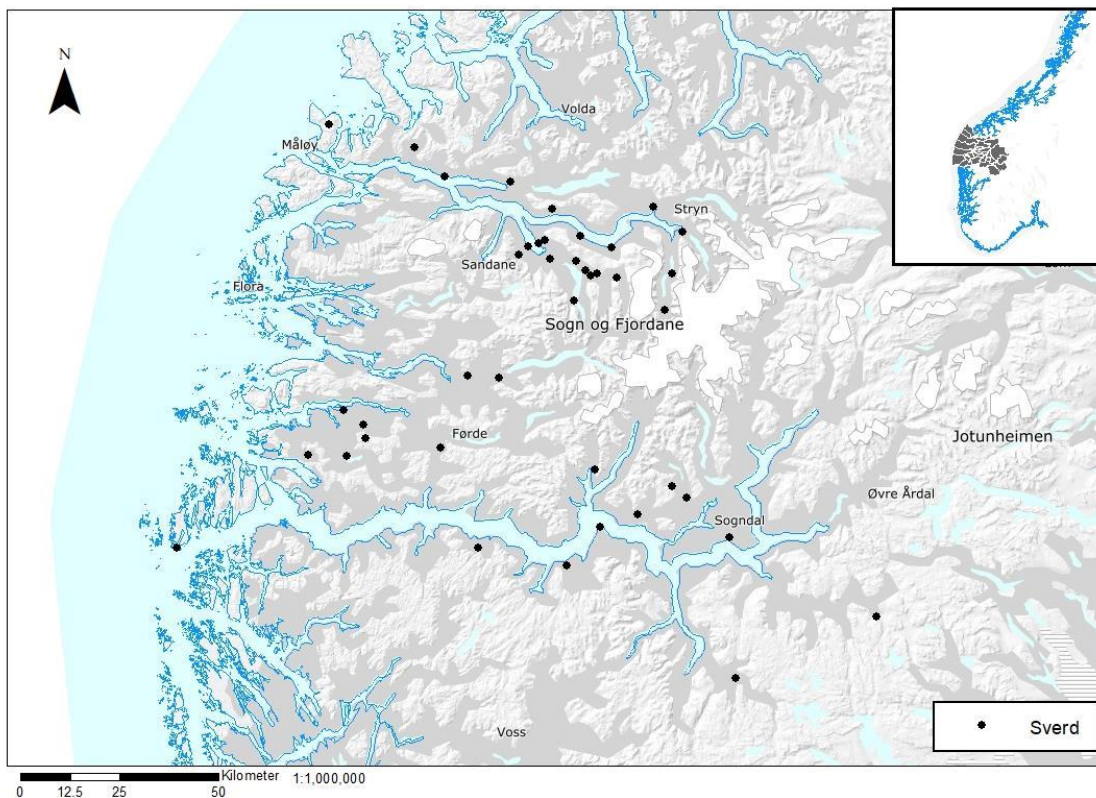 N
Volda
Måløy
Stryn
Sandane
Flora
Sogn og Fjordane
Jotunheimen
Førde
Øvre Årdal
Sogndal
Voss
Sverd
Kilometer 1:1,000,000
0 12.5 25 50